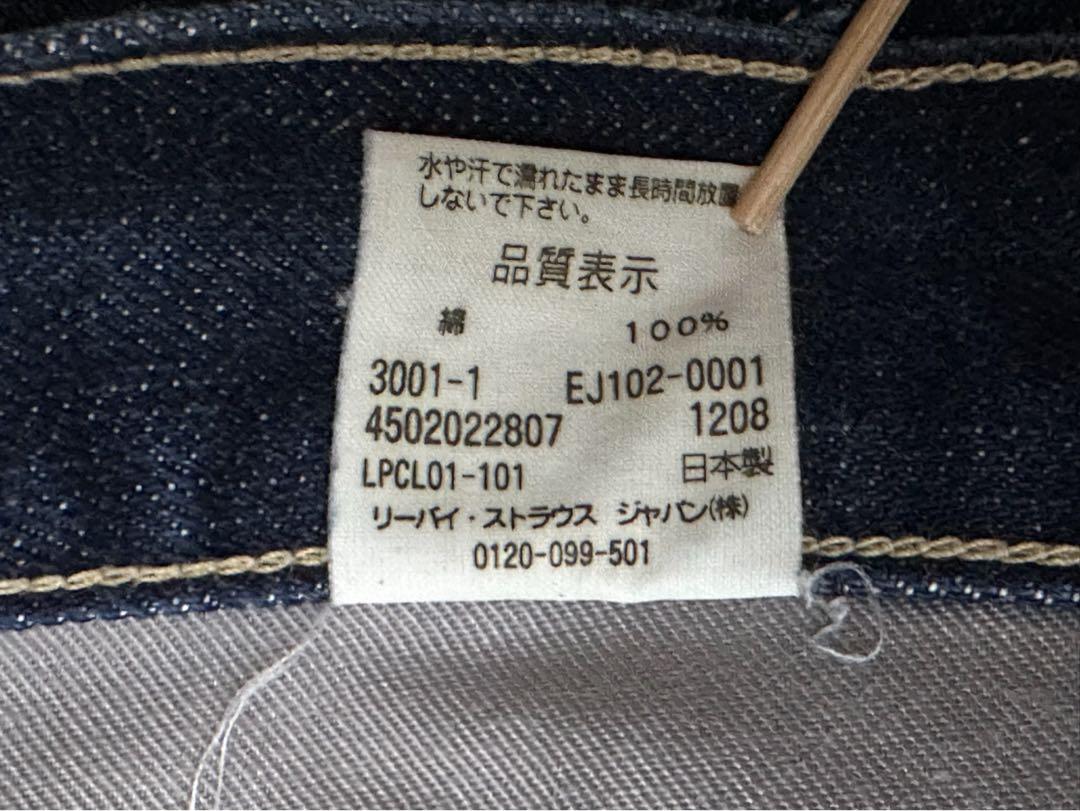 水や汗で濡れたまま長時間放置
しないで下さい。
品質表示
綿 100%
3001-1 EJ102-0001
4502022807 1208
LPCL01-101 日本製
リーバイ・ストラウス ジャパン(株)
0120-099-501